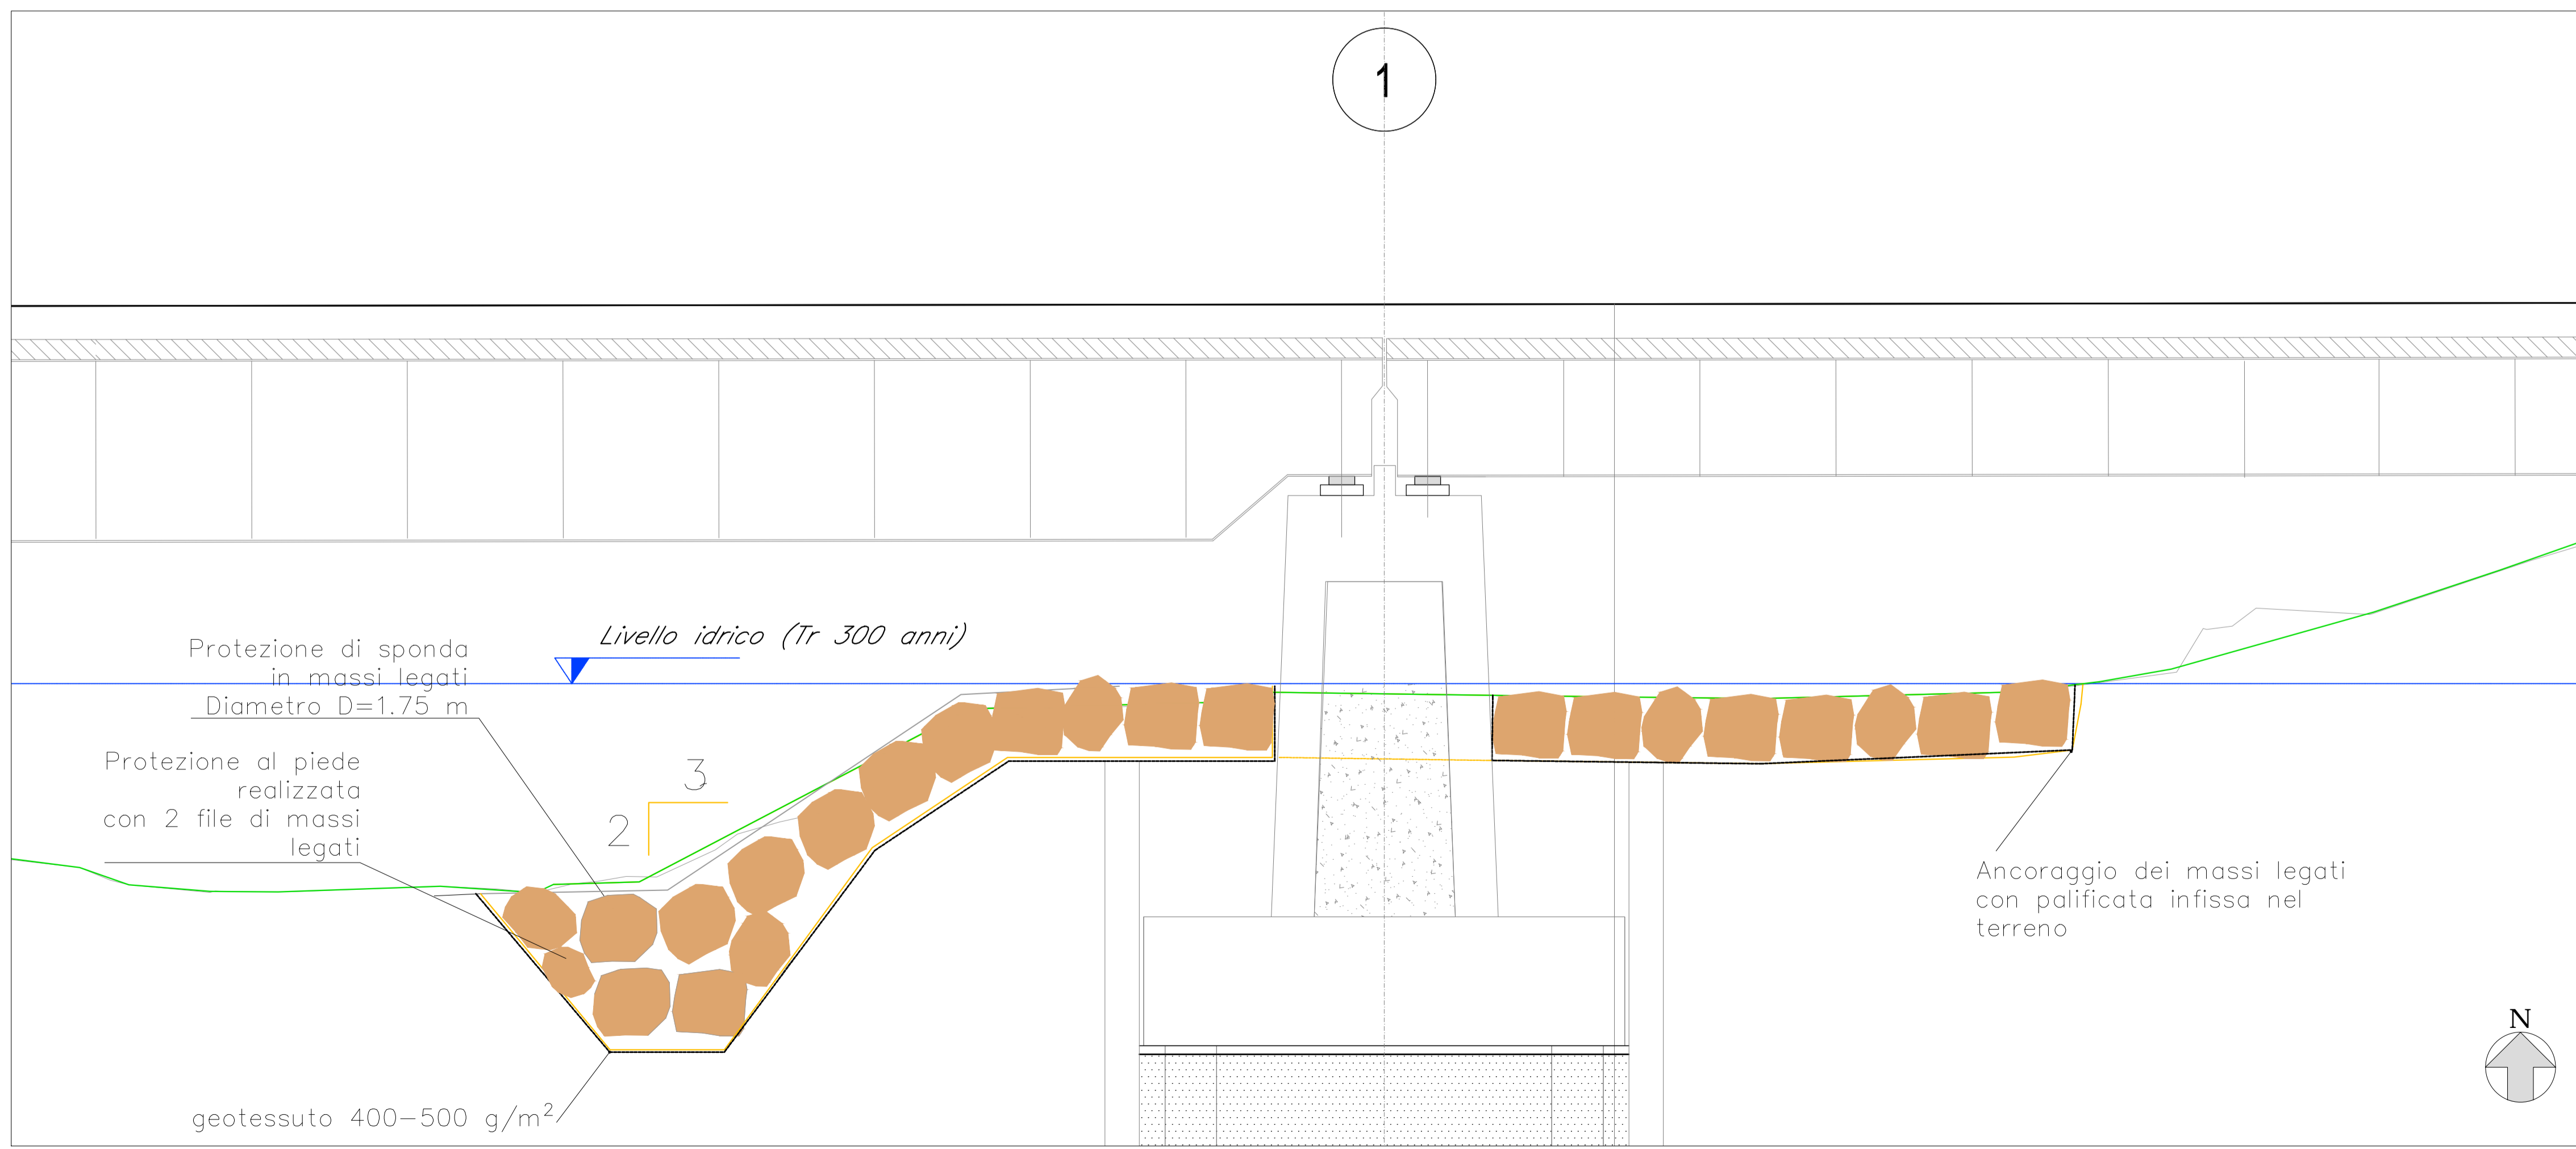 1
Livello idrico (Tr 300 anni)
Protezione di sponda
in massi legati
Diametro D=1.75 m
Protezione al piede
realizzata
con 2 file di massi
legati
3
2
Ancoraggio dei massi legati
con palificata infissa nel
terreno
N
geotessuto 400-500 g/m²